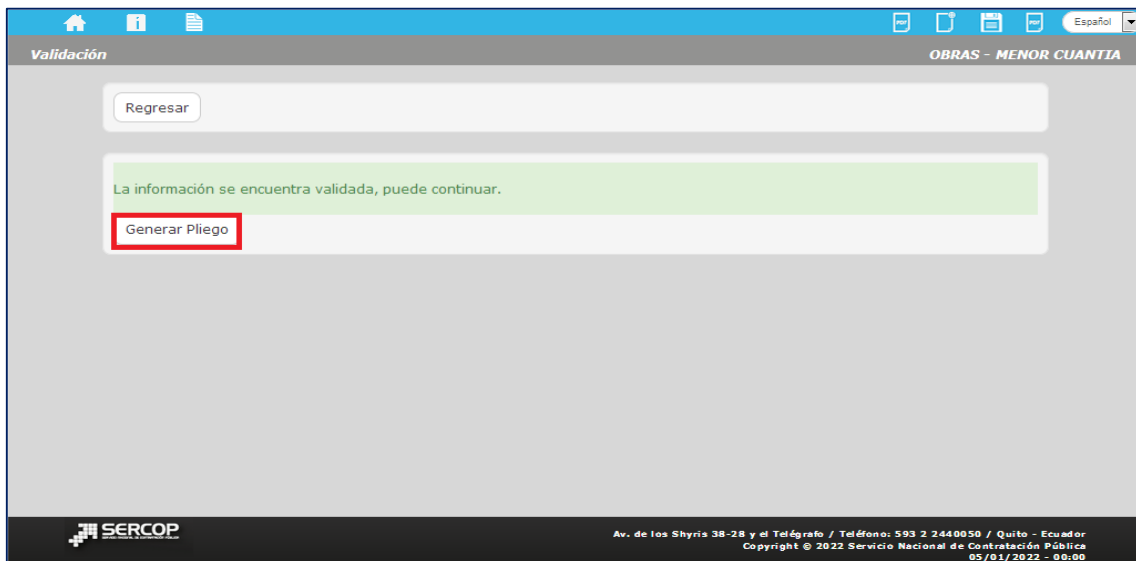 PDF
PDF
Español
Validación
OBRAS - MENOR CUANTIA
Regresar
La información se encuentra validada, puede continuar.
Generar Pliego
SERCOP
Av. de los Shyris 38-28 y el Telégrafo / Teléfono: 593 2 2440050 / Quito - Ecuador
Copyright © 2022 Servicio Nacional de Contratación Pública
05/01/2022 - 00:00